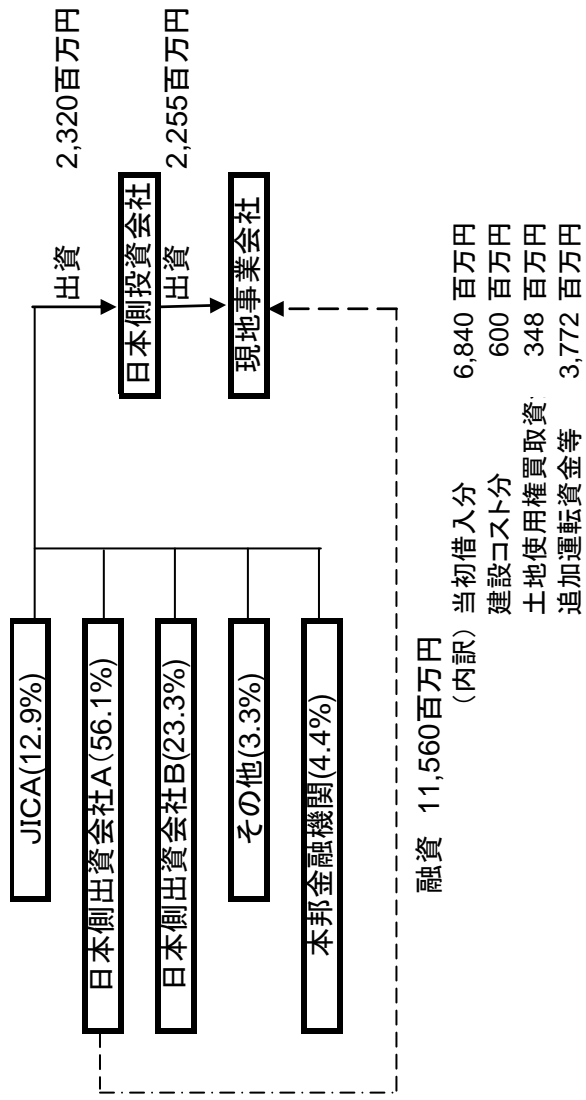 JICA(12.9%)
日本側出資会社A(56.1%)
日本側出資会社B(23.3%)
その他(3.3%)
本邦金融機関(4.4%)
出資
2,320百万円
日本側投資会社
出資
2,255百万円
現地事業会社
融資 11,560百万円
(内訳) 当初借入分 6,840 百万円
建設コスト分 600 百万円
土地使用権買取資 348 百万円
追加運転資金等 3,772 百万円